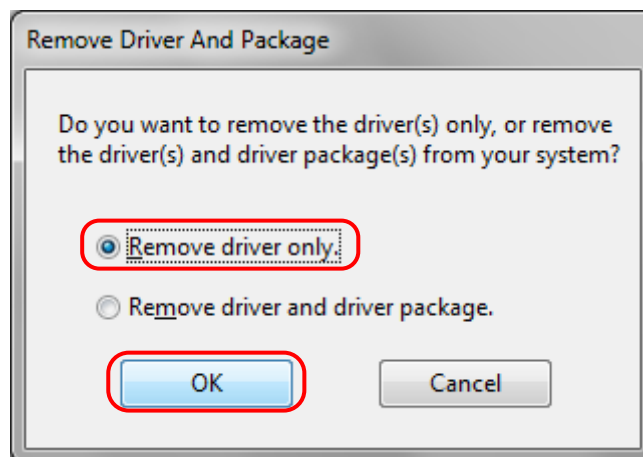 Remove Driver And Package
Do you want to remove the driver(s) only, or remove
the driver(s) and driver package(s) from your system?
Remove driver only.
Remove driver and driver package.
OK
Cancel